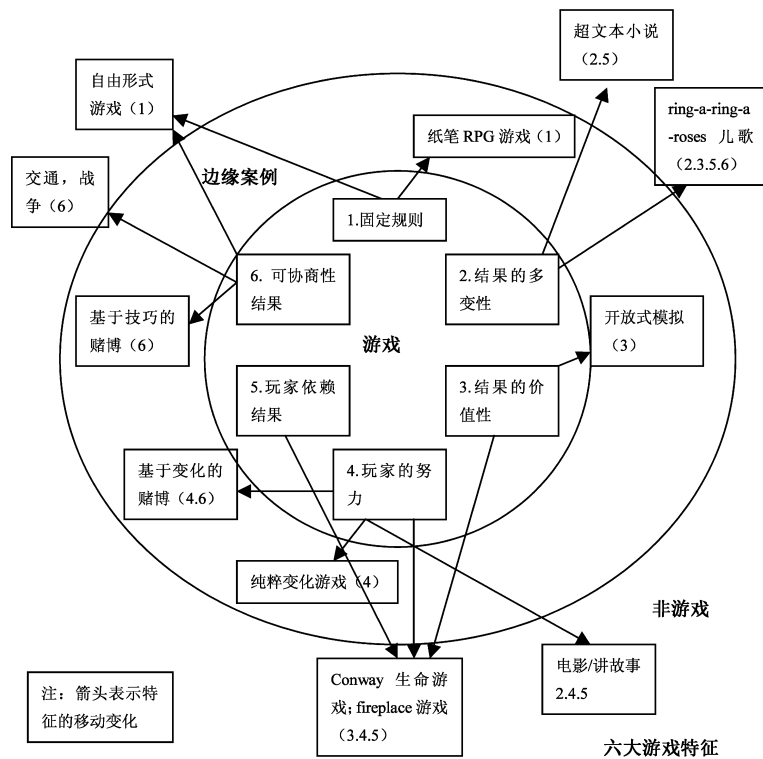 超文本小说
（2.5）
自由形式
游戏（1）
ring-a-ring-a
-roses 儿歌
（2.3.5.6）
纸笔 RPG 游戏（1）
边缘案例
交通，战
争（6）
1.固定规则
6. 可协商性
结果
2.结果的多
变性
基于技巧的
赌博（6）
开放式模拟
（3）
游戏
5.玩家依赖
结果
3.结果的价
值性
基于变化的
赌博（4.6）
4.玩家的努
力
纯粹变化游戏（4）
非游戏
Conway 生命游
戏；fireplace 游戏
（3.4.5）
电影/讲故事
2.4.5
注：箭头表示特
征的移动变化
六大游戏特征